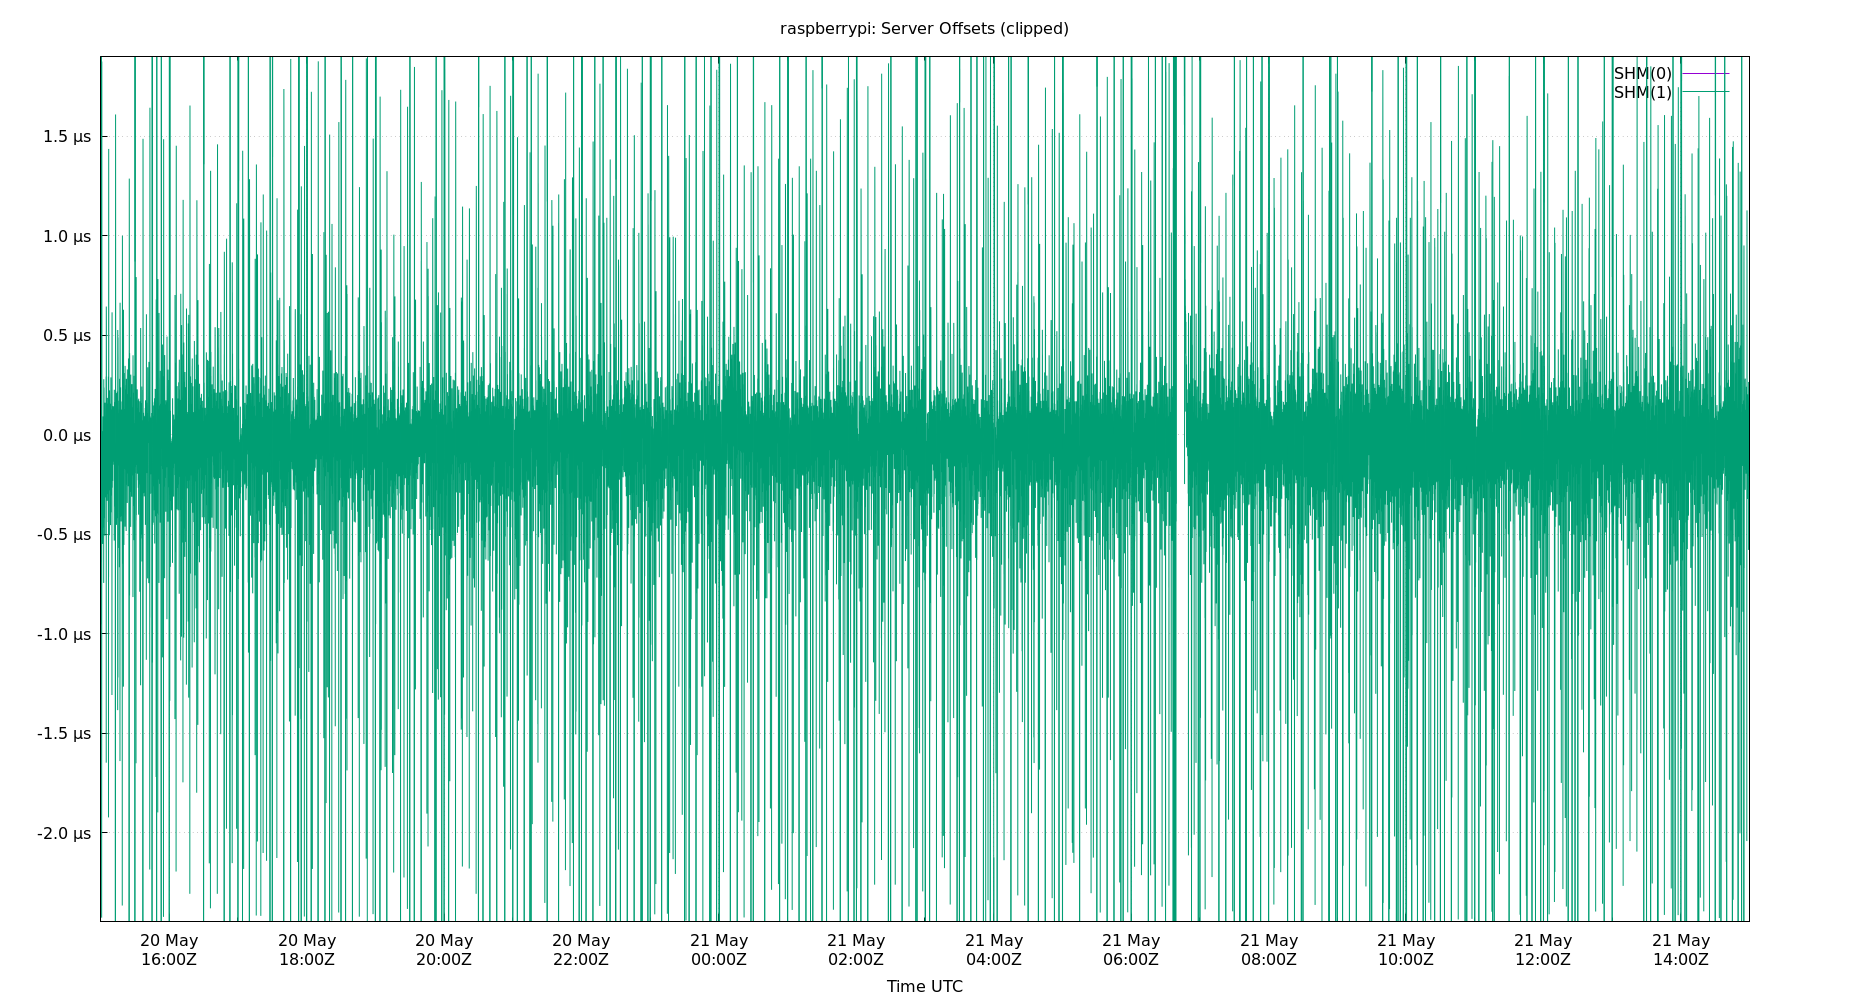 raspberrypi: Server Offsets (clipped)
SHM(0)
SHM(1)
1.5 µs
1.0 µs
0.5 µs
0.0 µs
-0.5 µs
-1.0 µs
-1.5 µs
-2.0 µs
20 May 20 May 20 May 20 May 21 May 21 May 21 May 21 May 21 May 21 May 21 May 21 May
16:00Z 18:00Z 20:00Z 22:00Z 00:00Z 02:00Z 04:00Z 06:00Z 08:00Z 10:00Z 12:00Z 14:00Z
Time UTC